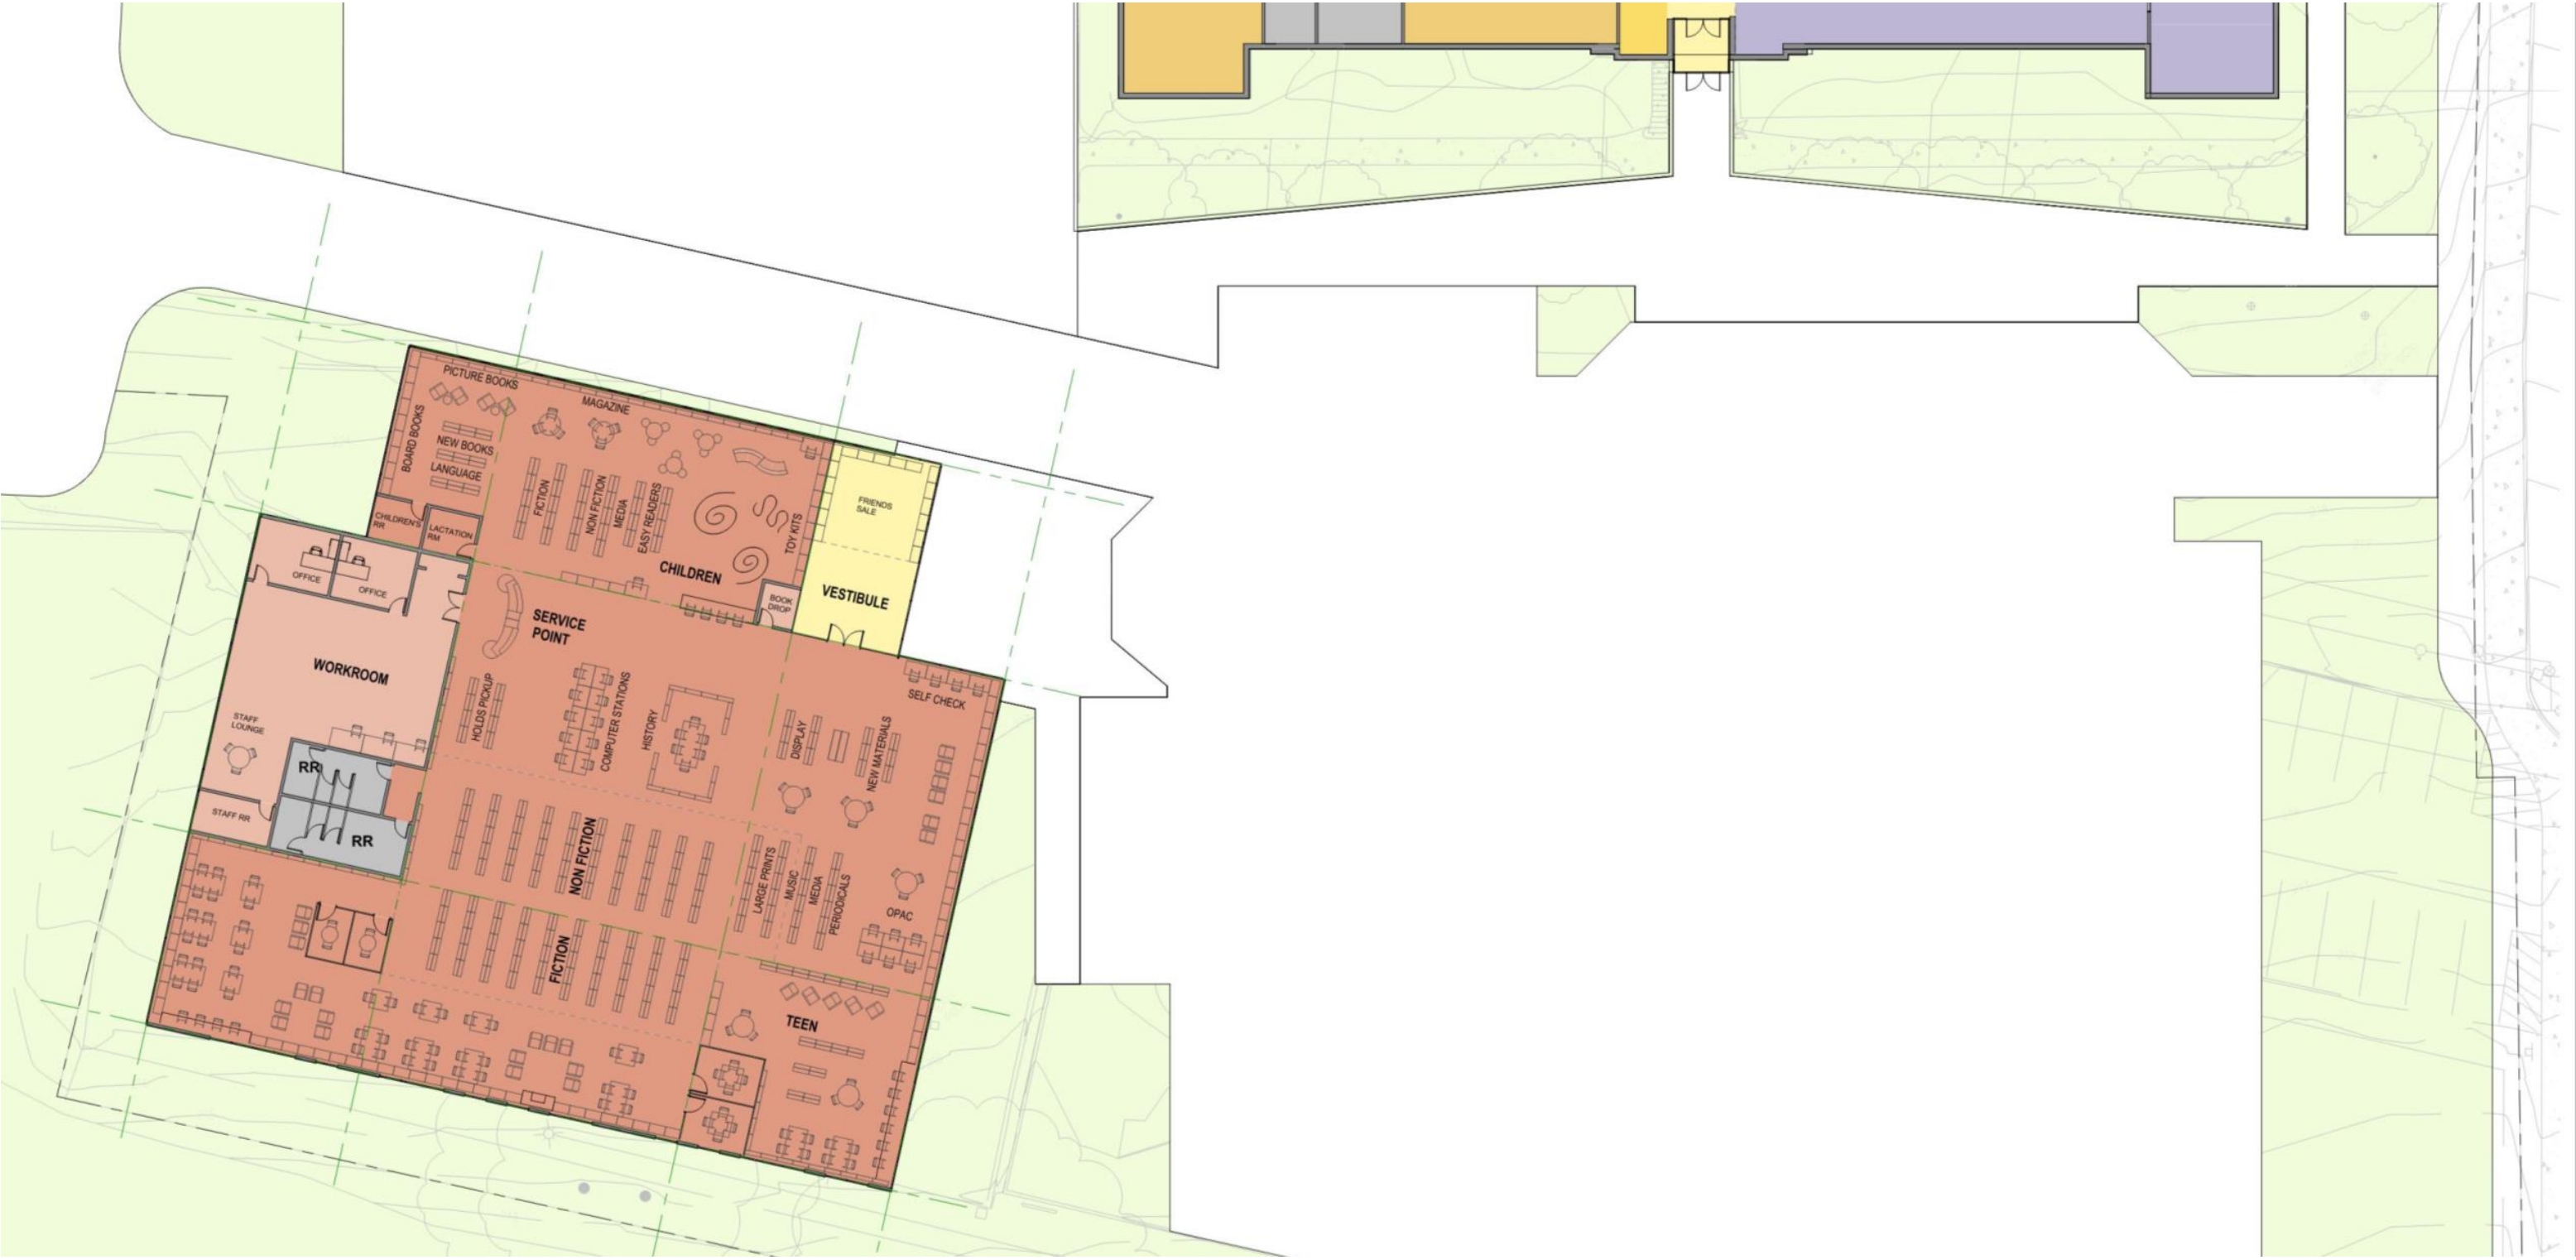 PICTURE BOOKS
MAGAZINE
BOARD BOOKS
NEW BOOKS
LANGUAGE
FICTION
NON FICTION
MEDIA
EASY READERS
TOY KITS
FRIENDS
SALE
CHILDREN'S
RR
LACTATION
RM
CHILDREN
BOOK
DROP
VESTIBULE
OFFICE
OFFICE
SERVICE
POINT
WORKROOM
HOLDS PICKUP
COMPUTER STATIONS
HISTORY
SELF CHECK
DISPLAY
NEW MATERIALS
STAFF
LOUNGE
RR
STAFF RR
RR
NON FICTION
LARGE PRINTS
MUSIC
MEDIA
PERIODICALS
OPAC
FICTION
TEEN